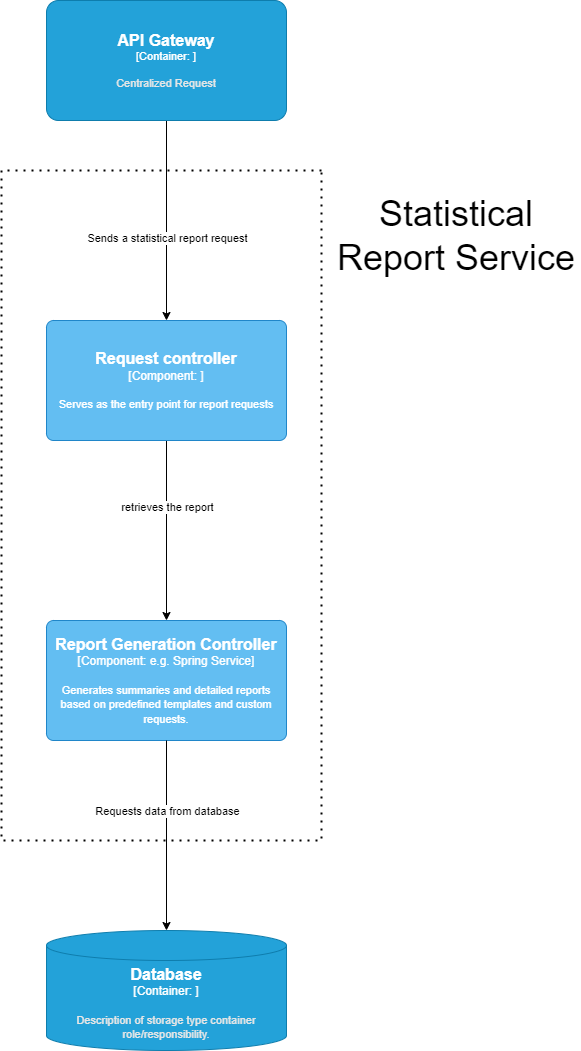 API Gateway
[Container: ]
Centralized Request
Statistical
Report Service
Sends a statistical report request
Request controller
[Component: ]
Serves as the entry point for report requests
retrieves the report
Report Generation Controller
[Component: e.g. Spring Service]
Generates summaries and detailed reports
based on predefined templates and custom
requests.
Requests data from database
Database
[Container: ]
Description of storage type container
role/responsibility.